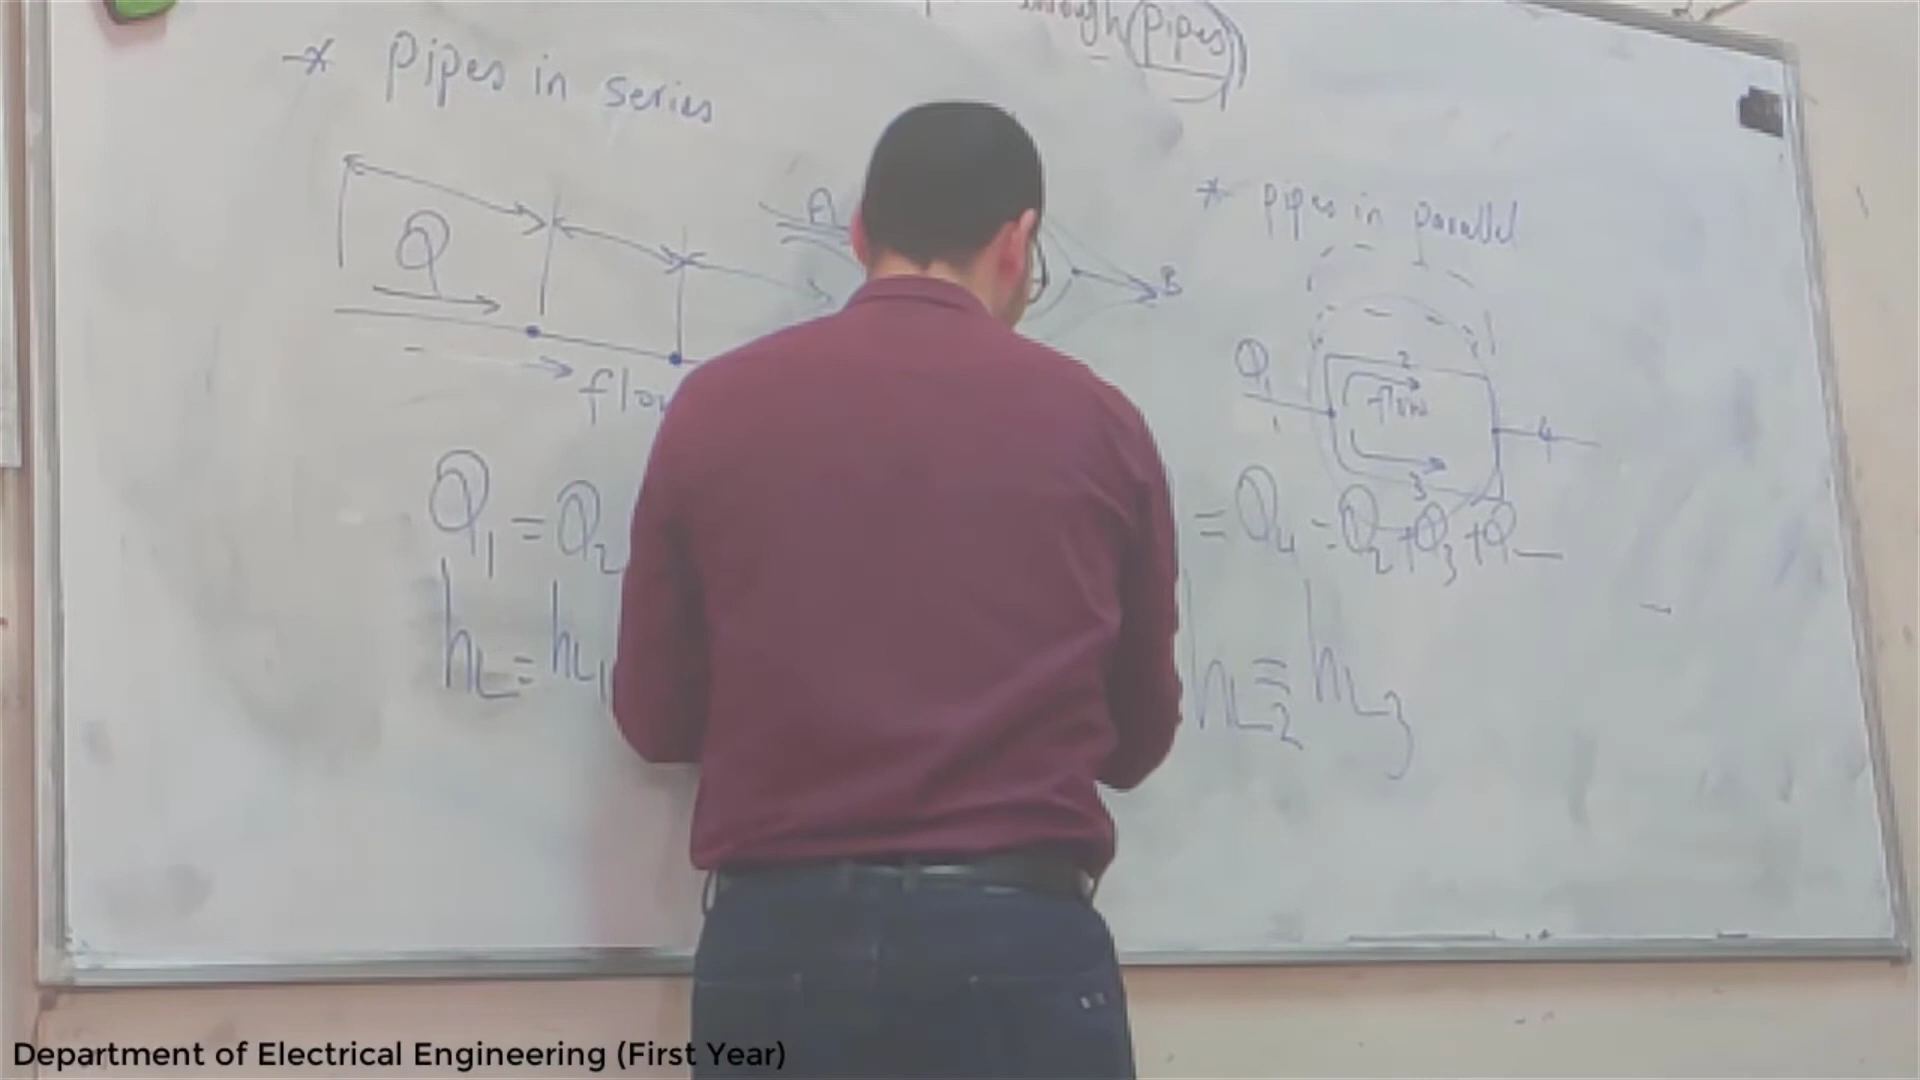 through pipes
* pipes in series
Q
A
B
flow
Q1 = Q2
hL = hL1
* pipes in parallel
Q1
1
2
flow
3
4
= Q4 = Q2 + Q3 + Q
hL2 = hL3
Department of Electrical Engineering (First Year)